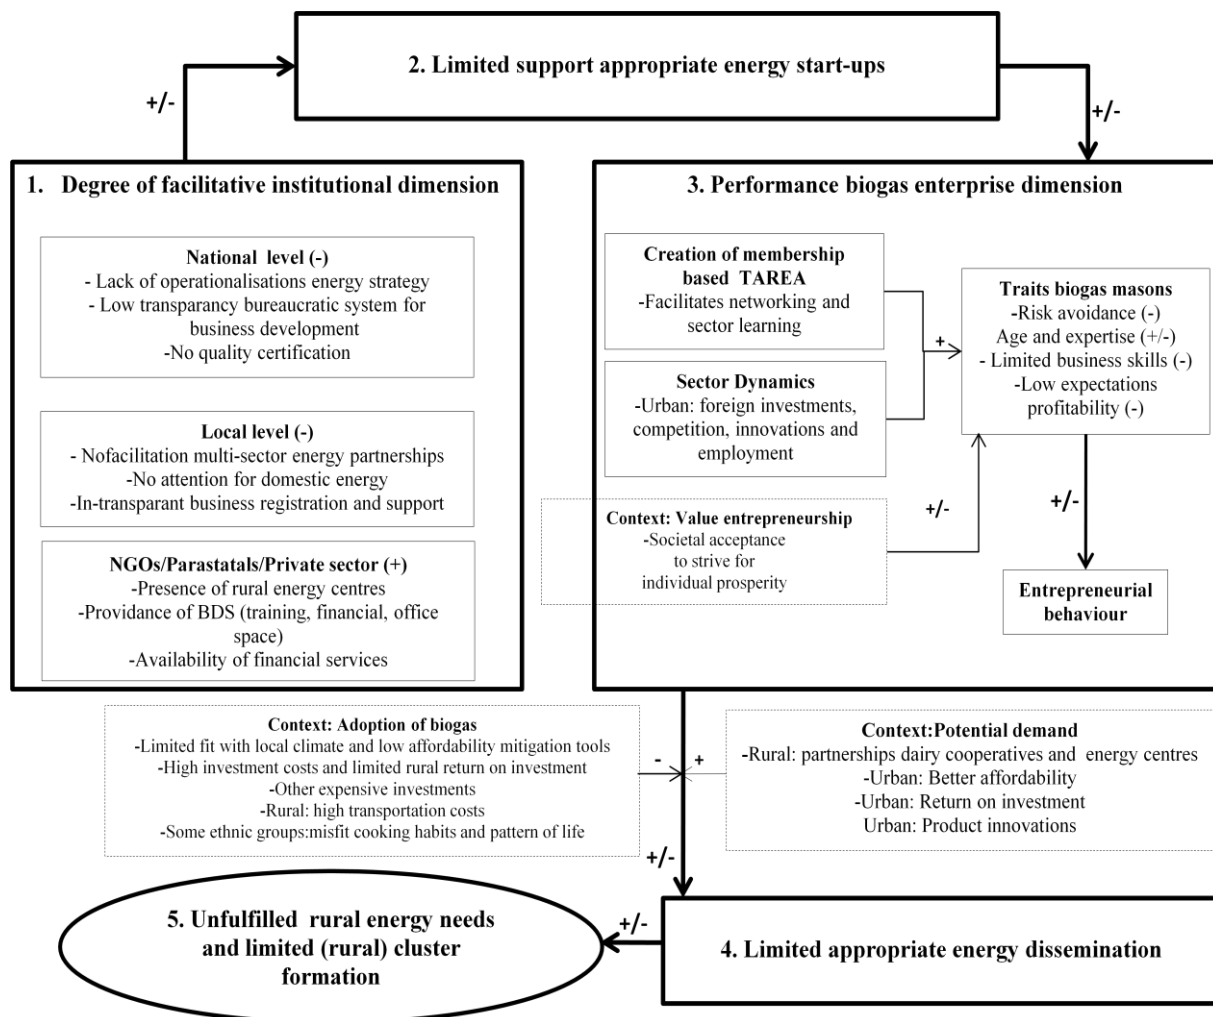 2. Limited support appropriate energy start-ups
+/-
+/-
1. Degree of facilitative institutional dimension
National level (-)
- Lack of operationalisations energy strategy
- Low transparancy bureaucratic system for
business development
-No quality certification
Local level (-)
- Nofacilitation multi-sector energy partnerships
-No attention for domestic energy
-In-transparant business registration and support
NGOs/Parastatals/Private sector (+)
-Presence of rural energy centres
-Providance of BDS (training, financial, office
space)
-Availability of financial services
3. Performance biogas enterprise dimension
Creation of membership
based TAREA
-Facilitates networking and
sector learning
Sector Dynamics
-Urban: foreign investments,
competition, innovations and
employment
Context: Value entrepreneurship
-Societal acceptance
to strive for
individual prosperity
+
+/-
Traits biogas masons
-Risk avoidance (-)
Age and expertise (+/-)
- Limited business skills (-)
-Low expectations
profitability (-)
+/-
Entrepreneurial
behaviour
Context: Adoption of biogas
-Limited fit with local climate and low affordability mitigation tools
-High investment costs and limited rural return on investment
-Other expensive investments
-Rural: high transportation costs
-Some ethnic groups:misfit cooking habits and pattern of life
-
+
Context:Potential demand
-Rural: partnerships dairy cooperatives and energy centres
-Urban: Better affordability
-Urban: Return on investment
Urban: Product innovations
+/-
5. Unfulfilled rural energy needs
and limited (rural) cluster
formation
+/-
4. Limited appropriate energy dissemination